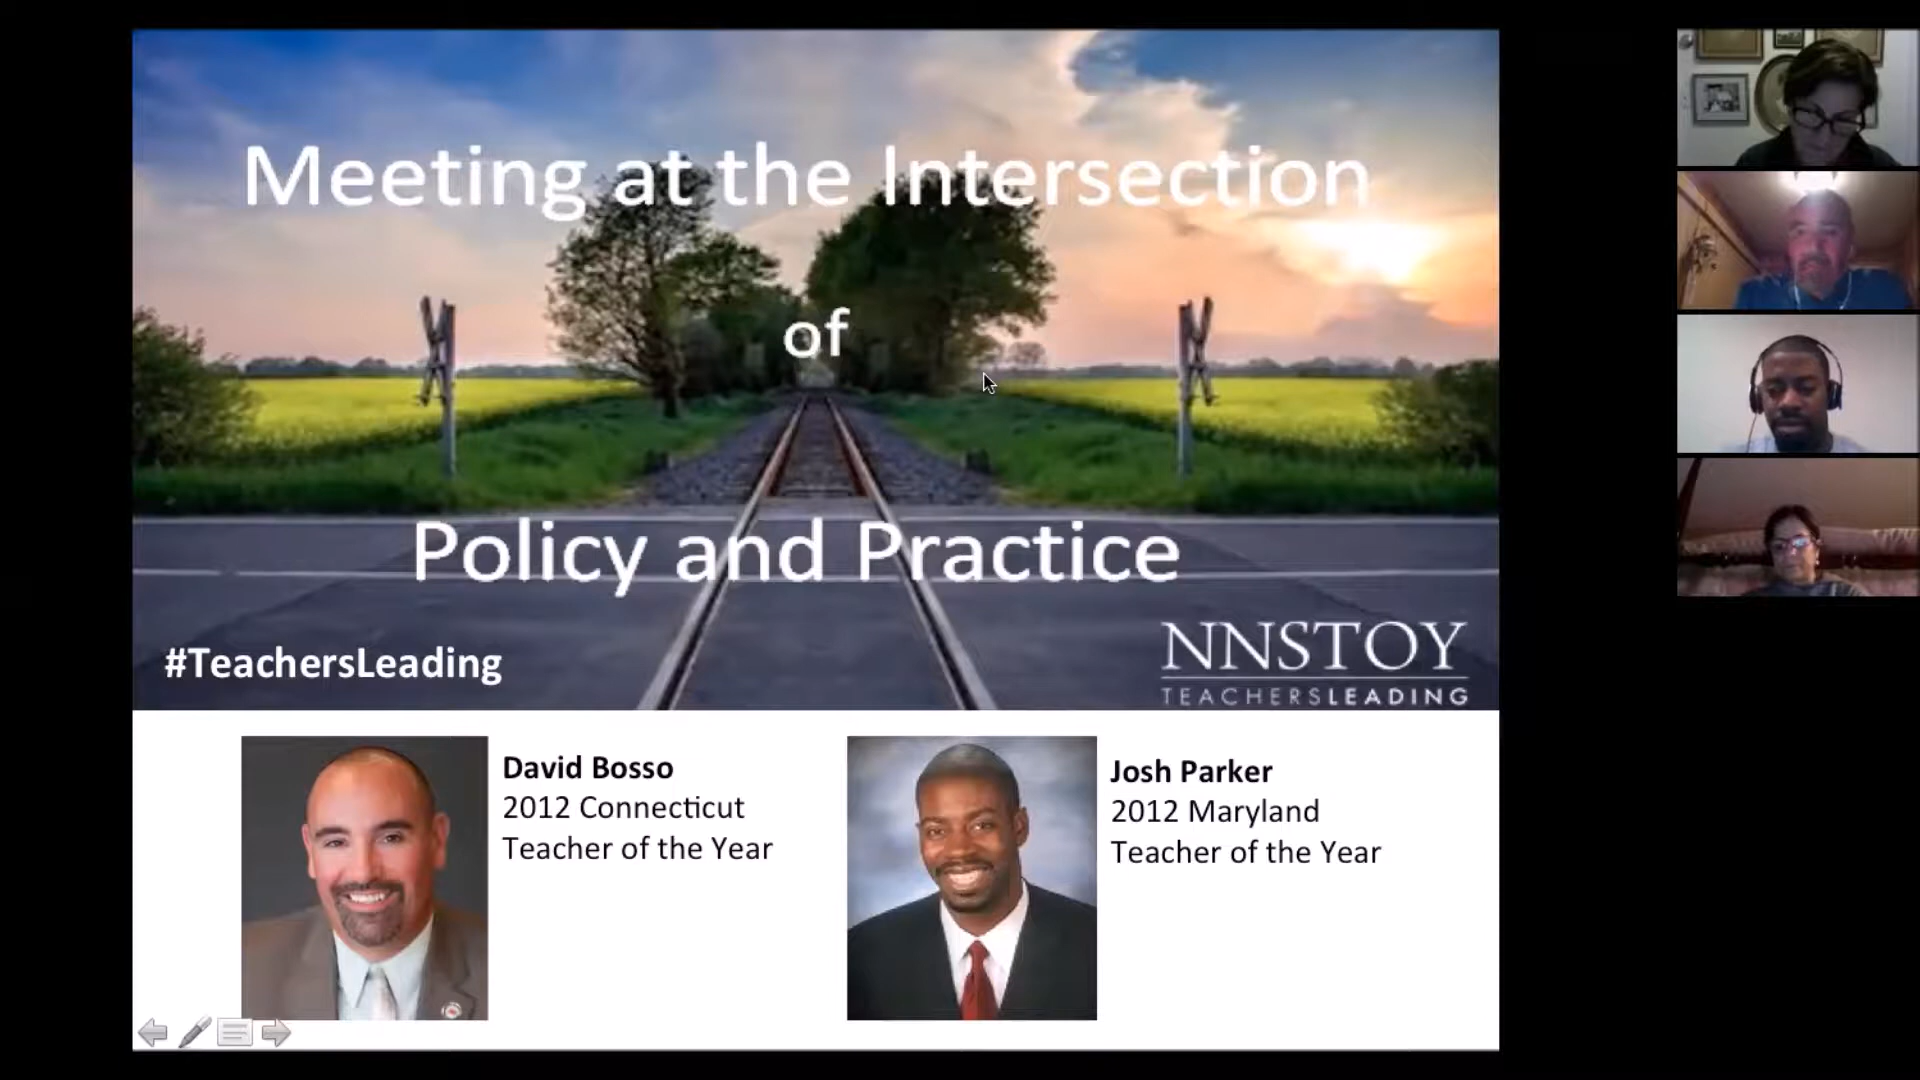 Meeting at the Intersection
of
Policy and Practice
#TeachersLeading
NNSTOY
TEACHERSLEADING
David Bosso
2012 Connecticut
Teacher of the Year
Josh Parker
2012 Maryland
Teacher of the Year